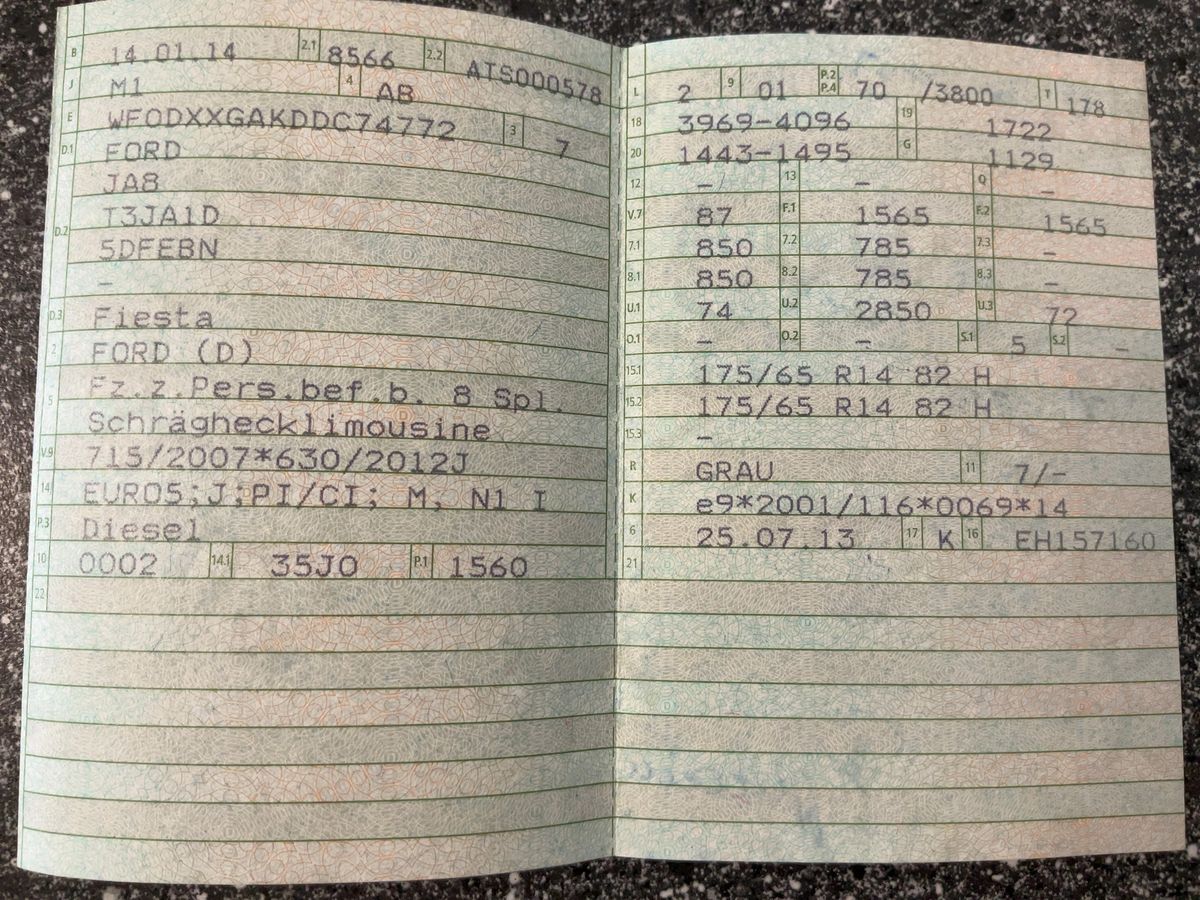 B 14.01.14 2.1 8566 2.2 ATS000578
J M1 4 AB
E WF0DXXGAKDDC74772 3 7
D.1 FORD
JA8
D.2 T3JA1D
5DFEBN
–
D.3 Fiesta
2 FORD (D)
5 Fz.z.Pers.bef.b. 8 Spl.
Schräghecklimousine
V.9 715/2007*630/2012J
14 EURO5;J;PI/CI; M, N1 I
P.3 Diesel
10 0002 14.1 35J0 P.1 1560
22
L 2 9 01 P.2 P.4 70 /3800 T 178
18 3969-4096 19 1722
20 1443-1495 G 1129
12 – 13 – Q –
V.7 87 F.1 1565 F.2 1565
7.1 850 7.2 785 7.3 –
8.1 850 8.2 785 8.3 –
U.1 74 U.2 2850 U.3 72
O.1 – O.2 – S.1 5 S.2 –
15.1 175/65 R14 82 H
15.2 175/65 R14 82 H
15.3 –
R GRAU 11 7/–
K e9*2001/116*0069*14
6 25.07.13 17 K 16 EH157160
21